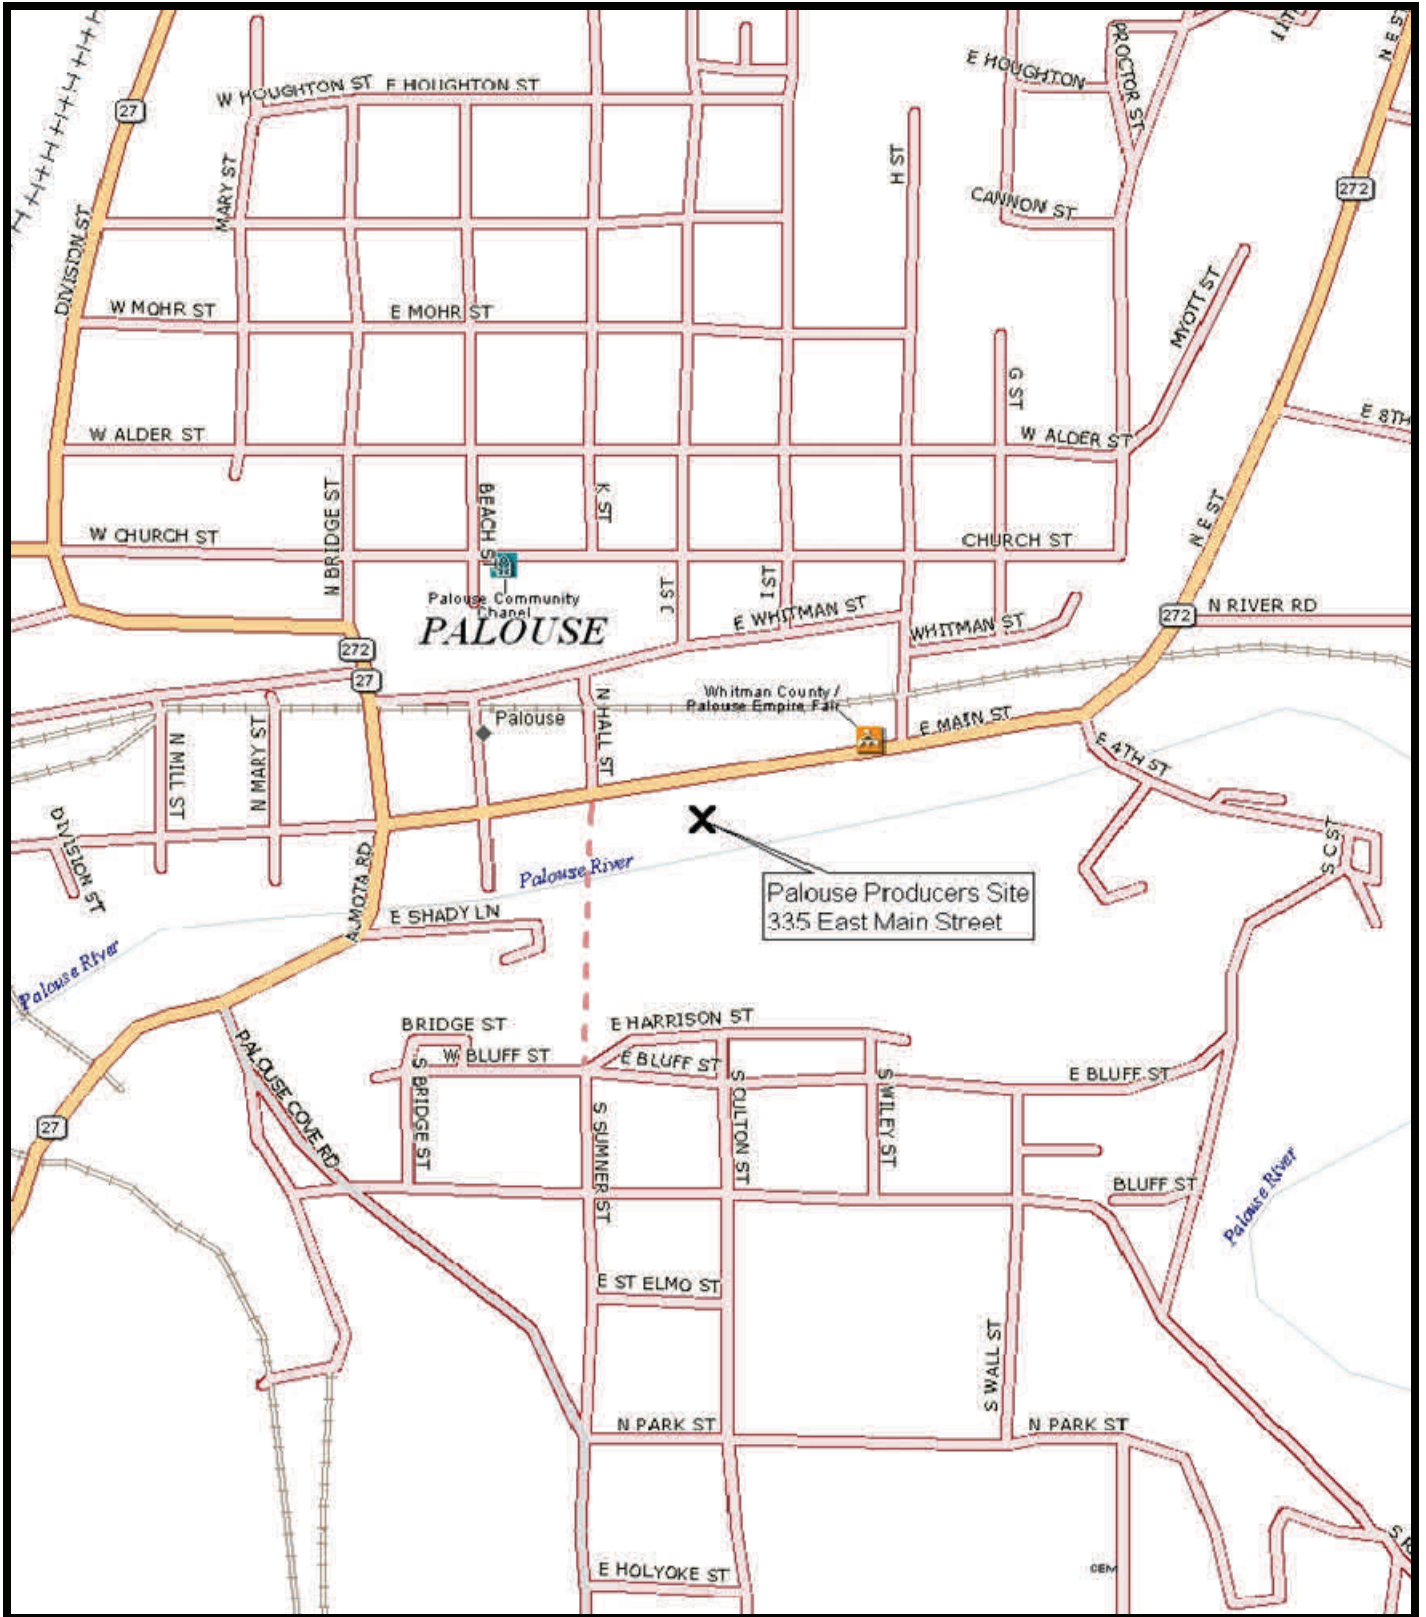 W HOUGHTON ST
E HOUGHTON ST
E HOUGHTON
PROCTOR ST
27
MARY ST
H ST
272
CANNON ST
DIVISION ST
W MOHR ST
E MOHR ST
MYOTT ST
G ST
W ALDER ST
W ALDER ST
E 8TH
N BRIDGE ST
BEACH ST
K ST
N E ST
W CHURCH ST
CHURCH ST
J ST
I ST
Palouse Community
Chapel
PALOUSE
E WHITMAN ST
WHITMAN ST
272
N RIVER RD
272
27
Whitman County /
Palouse Empire Fair
N MILL ST
N MARY ST
Palouse
N HALL ST
E MAIN ST
E 4TH ST
DIVISION ST
ALMOTA RD
Palouse River
S C ST
Palouse Producers Site
335 East Main Street
E SHADY LN
Palouse River
BRIDGE ST
E HARRISON ST
W BLUFF ST
E BLUFF ST
E BLUFF ST
PALOUSE COVE RD
S BRIDGE ST
S SUMNER ST
S CULTON ST
S WILEY ST
27
BLUFF ST
Palouse River
E ST ELMO ST
S WALL ST
N PARK ST
N PARK ST
E HOLYOKE ST
CEM